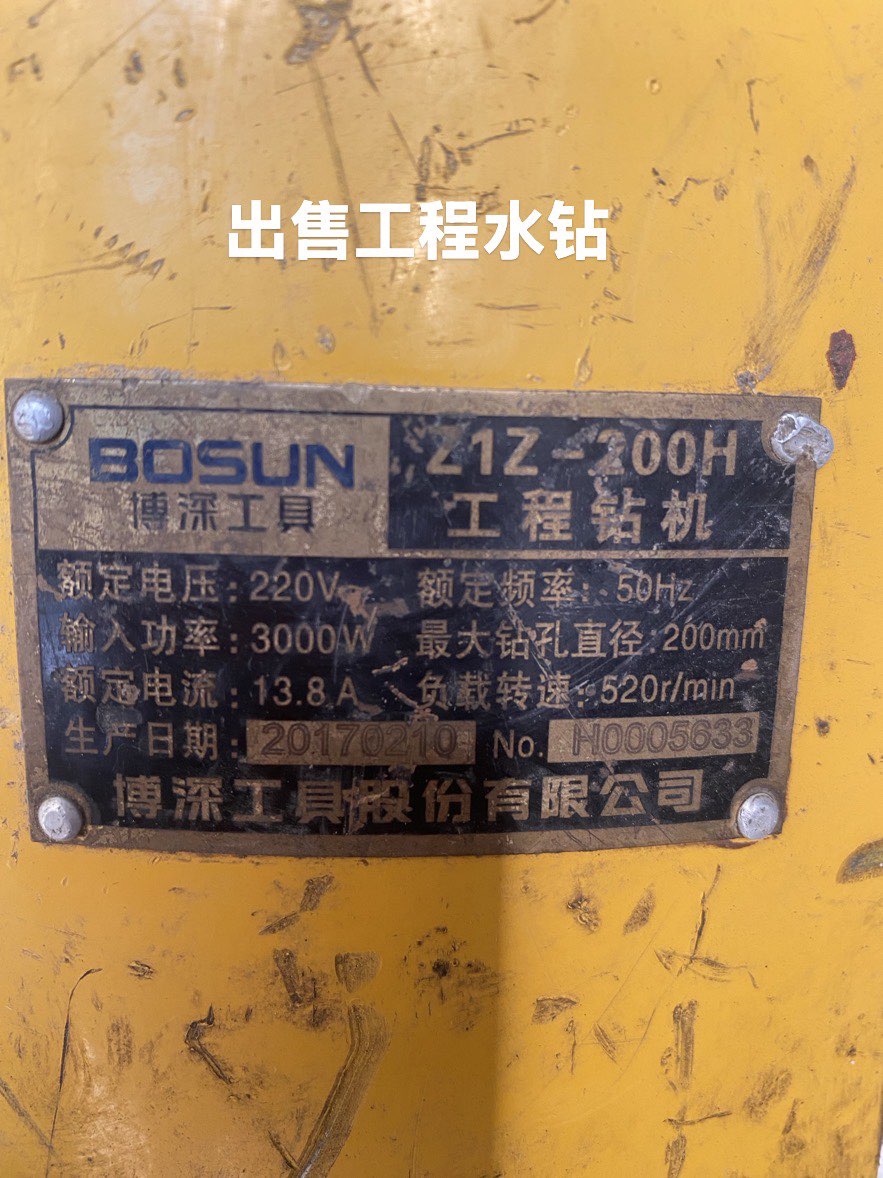 出售工程水钻
BOSUN
博深工具
Z1Z-200H
工程钻机
额定电压:220V 额定频率:50Hz
输入功率:3000W 最大钻孔直径:200mm
额定电流:13.8A 负载转速:520r/min
生产日期:20170210 No. H0005633
博深工具股份有限公司